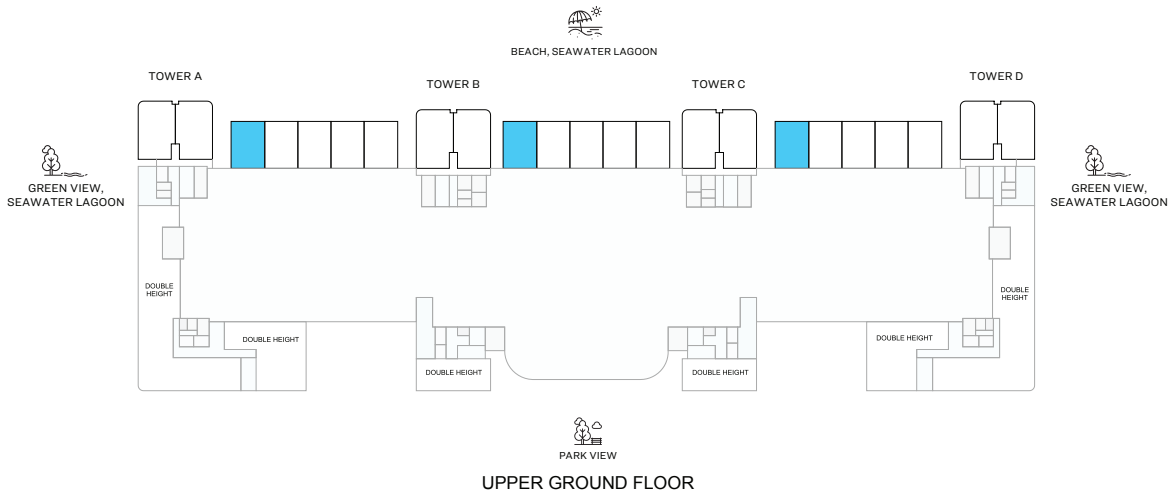 BEACH, SEAWATER LAGOON
TOWER A
TOWER B
TOWER C
TOWER D
GREEN VIEW,
SEAWATER LAGOON
GREEN VIEW,
SEAWATER LAGOON
DOUBLE
HEIGHT
DOUBLE
HEIGHT
DOUBLE HEIGHT
DOUBLE HEIGHT
DOUBLE HEIGHT
DOUBLE HEIGHT
PARK VIEW
UPPER GROUND FLOOR